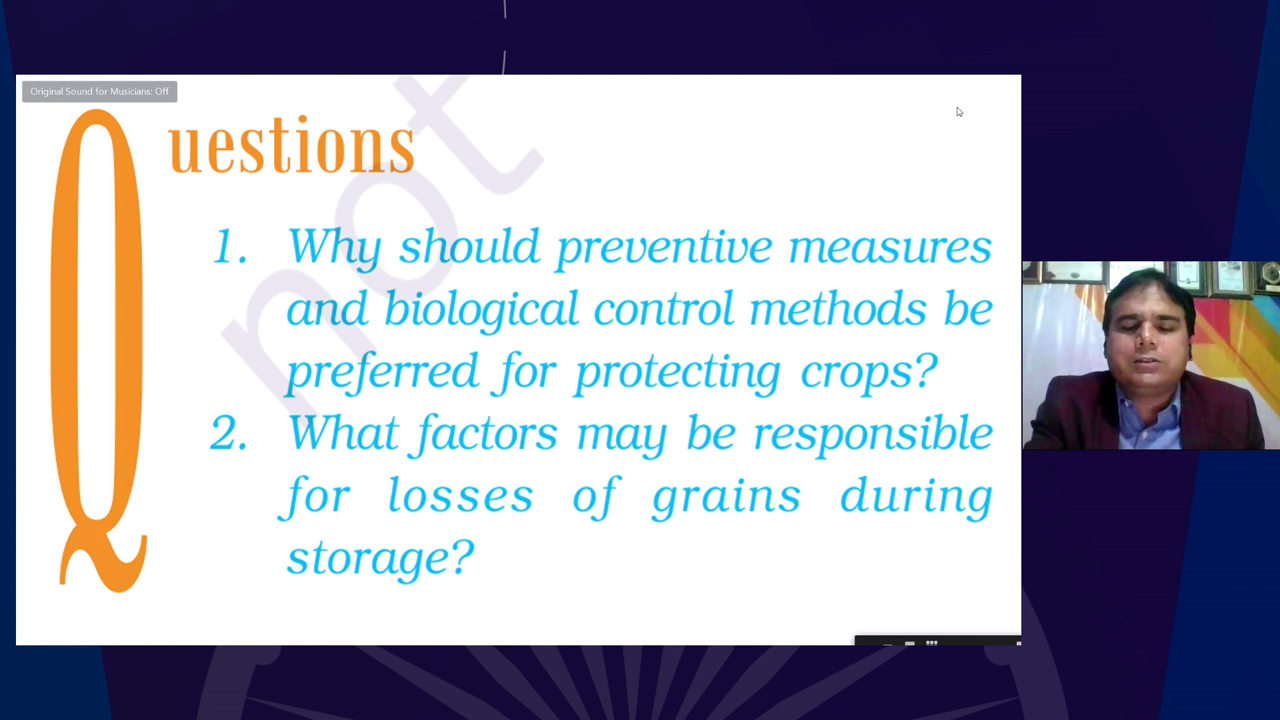 Original Sound for Musicians: Off
Questions
not
1. Why should preventive measures
and biological control methods be
preferred for protecting crops?
2. What factors may be responsible
for losses of grains during
storage?